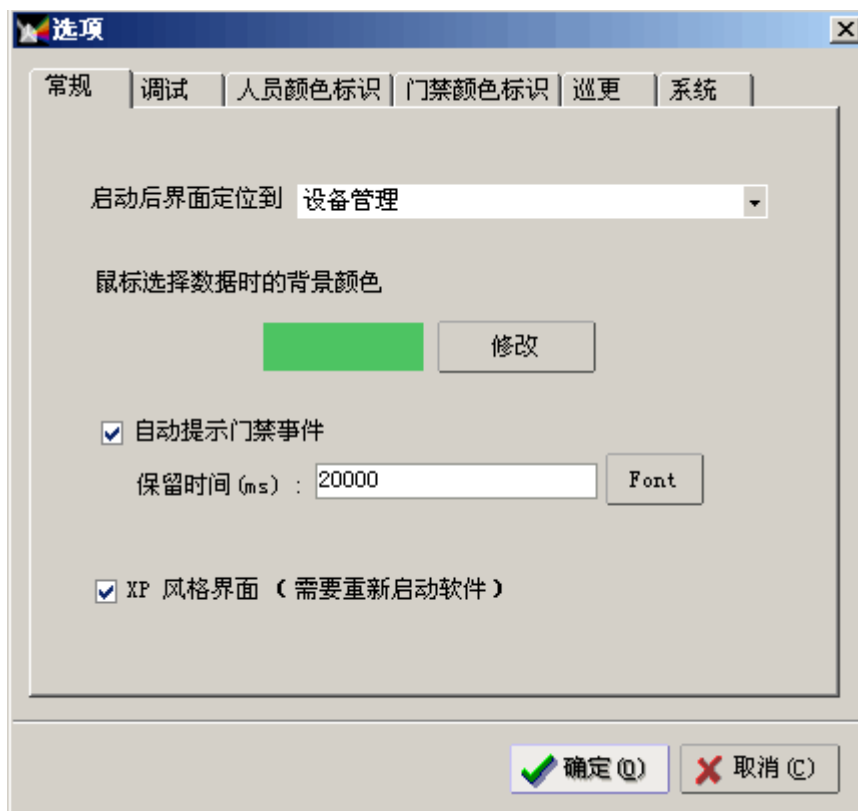 选项
常规 调试 人员颜色标识 门禁颜色标识 巡更 系统
启动后界面定位到 设备管理
鼠标选择数据时的背景颜色
修改
自动提示门禁事件
保留时间(ms) : 20000 Font
XP 风格界面 (需要重新启动软件)
确定(O) 取消(C)